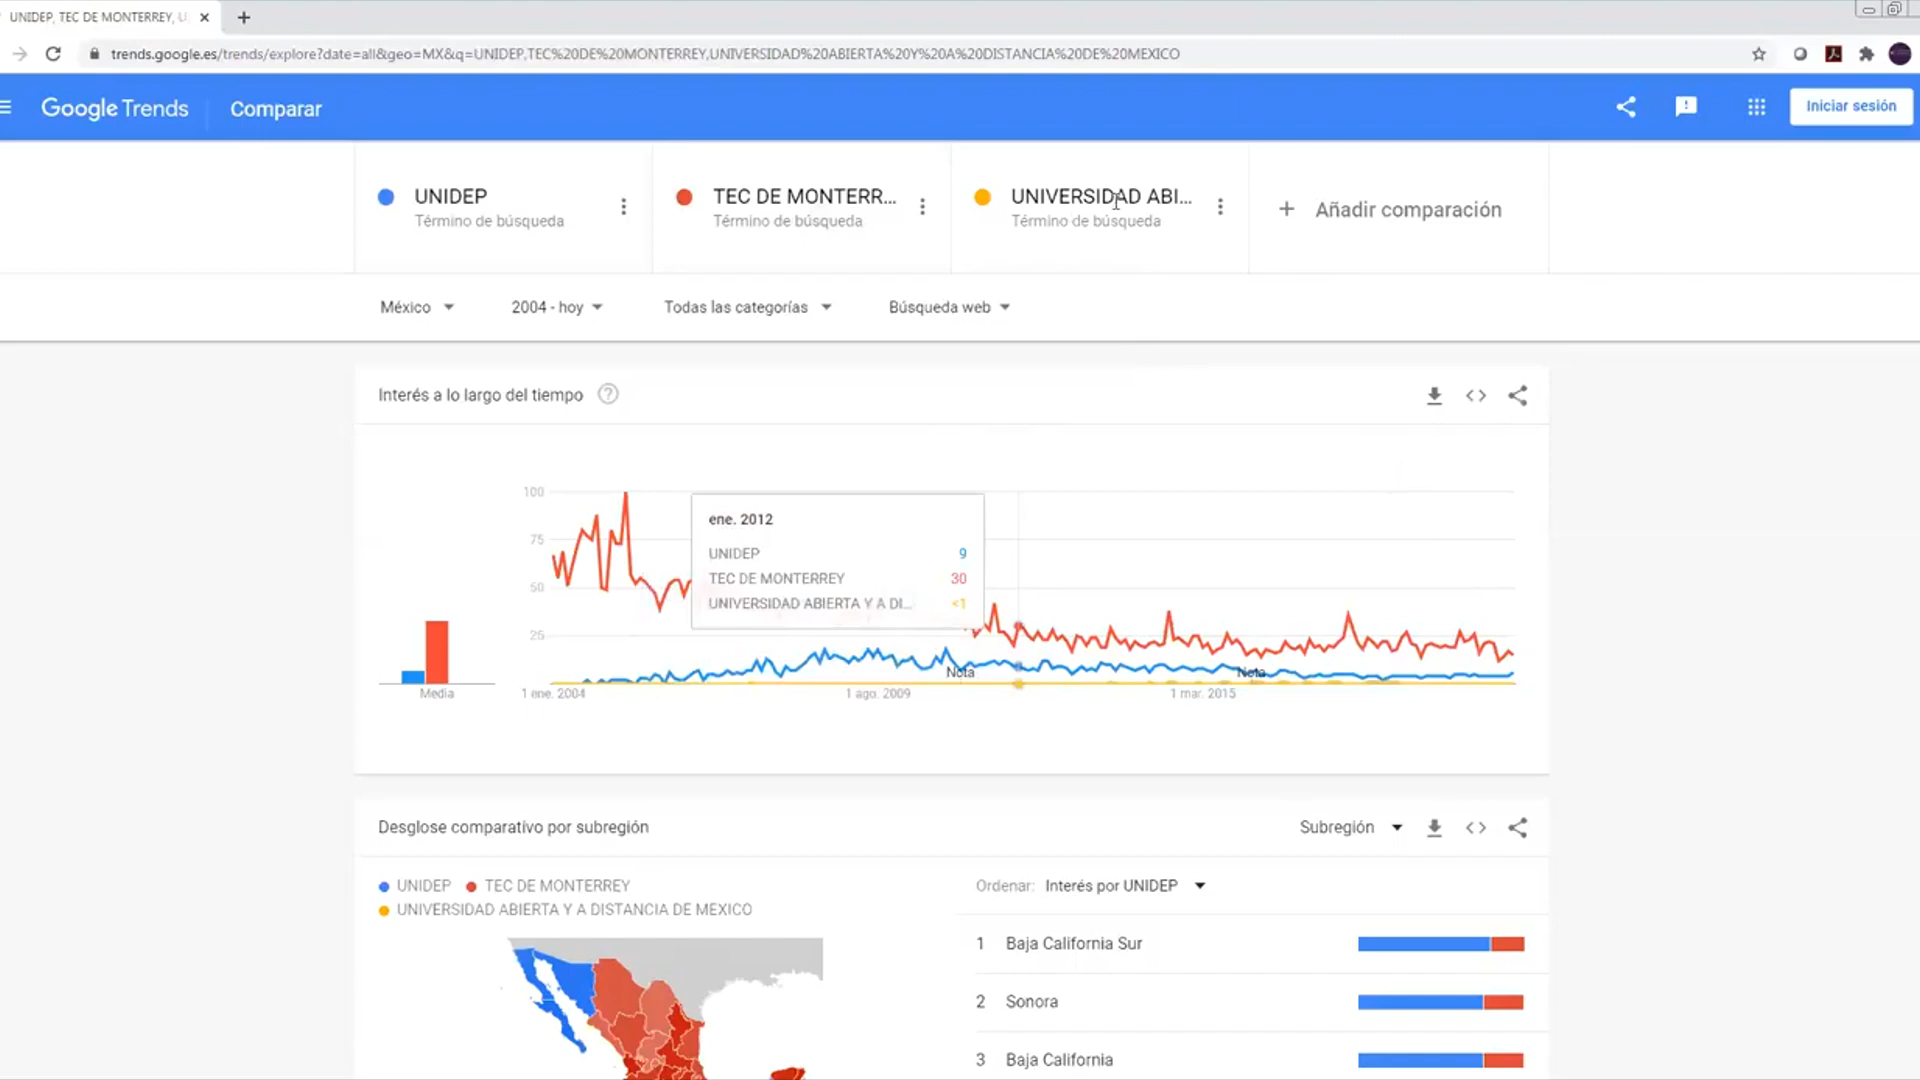 UNIDEP, TEC DE MONTERREY, U
trends.google.es/trends/explore?date=all&geo=MX&q=UNIDEP,TEC%20DE%20MONTERREY,UNIVERSIDAD%20ABIERTA%20Y%20A%20DISTANCIA%20DE%20MEXICO
Google Trends
Comparar
Iniciar sesión
UNIDEP
Término de búsqueda
TEC DE MONTERR...
Término de búsqueda
UNIVERSIDAD ABI...
Término de búsqueda
+ Añadir comparación
México
2004 - hoy
Todas las categorías
Búsqueda web
Interés a lo largo del tiempo
100
75
50
25
ene. 2012
UNIDEP 9
TEC DE MONTERREY 30
UNIVERSIDAD ABIERTA Y A DI... <1
Nota
Nota
Media
1 ene. 2004
1 ago. 2009
1 mar. 2015
Desglose comparativo por subregión
Subregión
UNIDEP
TEC DE MONTERREY
UNIVERSIDAD ABIERTA Y A DISTANCIA DE MEXICO
Ordenar: Interés por UNIDEP
1 Baja California Sur
2 Sonora
3 Baja California